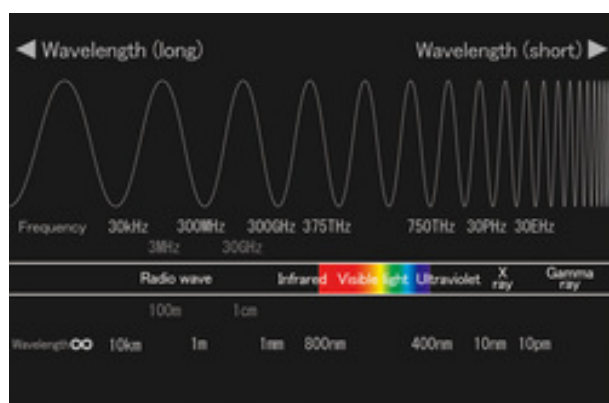 ◀ Wavelength (long)
Wavelength (short) ▶
Frequency 30kHz 300MHz 300GHz 375THz 750THz 30PHz 30EHz
3MHz 30GHz
Radio wave Infrared Visible light Ultraviolet X ray Gamma ray
100m 1cm
Wavelength ∞ 10km 1m 1mm 800nm 400nm 10nm 10pm